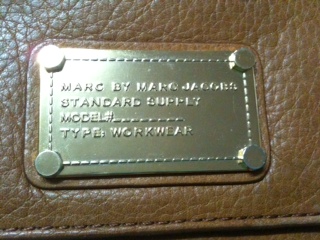 MARC BY MARC JACOBS
STANDARD SUPPLY
MODEL#_ _ _ _ _ _ _ _
TYPE: WORKWEAR